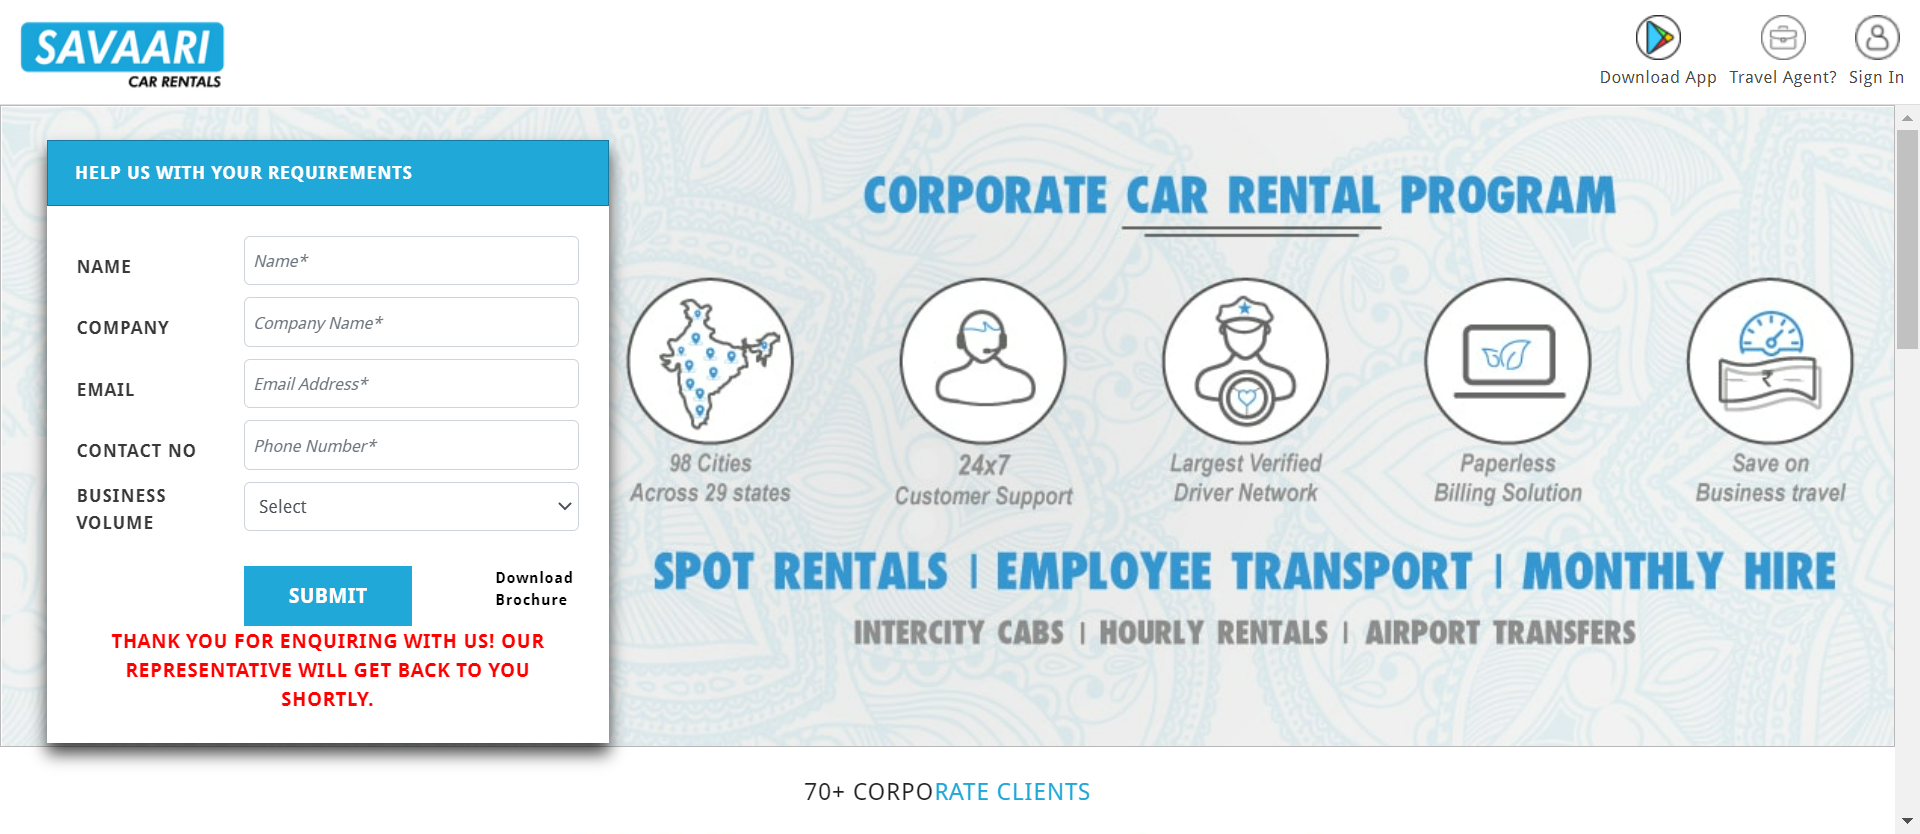 SAVAARI
CAR RENTALS
Download App
Travel Agent?
Sign In
HELP US WITH YOUR REQUIREMENTS
NAME
Name*
COMPANY
Company Name*
EMAIL
Email Address*
CONTACT NO
Phone Number*
BUSINESS
VOLUME
Select
SUBMIT
Download
Brochure
THANK YOU FOR ENQUIRING WITH US! OUR
REPRESENTATIVE WILL GET BACK TO YOU
SHORTLY.
CORPORATE CAR RENTAL PROGRAM
₹
98 Cities
Across 29 states
24x7
Customer Support
Largest Verified
Driver Network
Paperless
Billing Solution
Save on
Business travel
SPOT RENTALS | EMPLOYEE TRANSPORT | MONTHLY HIRE
INTERCITY CABS | HOURLY RENTALS | AIRPORT TRANSFERS
70+ CORPORATE CLIENTS